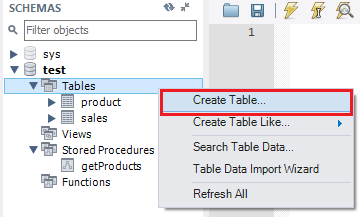 SCHEMAS
Filter objects
sys
test
Tables
product
sales
Views
Stored Procedures
getProducts
Functions
1
Create Table...
Create Table Like...
Search Table Data...
Table Data Import Wizard
Refresh All